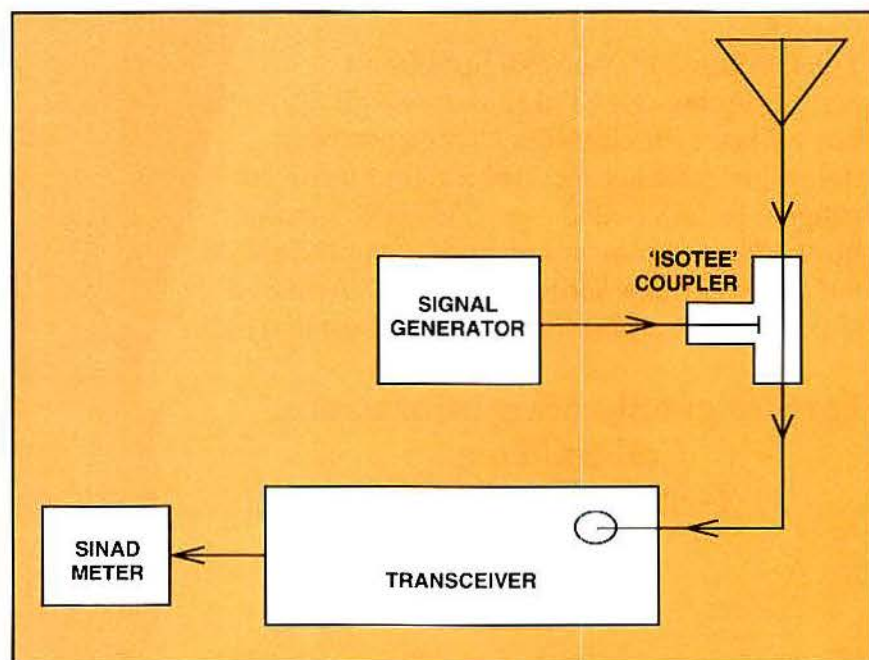 'ISOTEE'
COUPLER
SIGNAL
GENERATOR
SINAD
METER
TRANSCEIVER